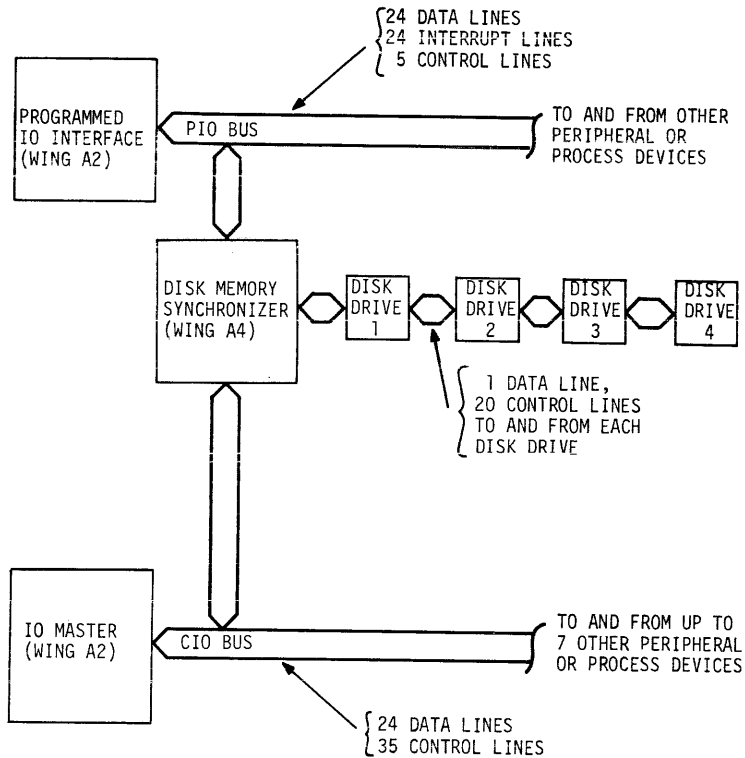 24 DATA LINES
24 INTERRUPT LINES
5 CONTROL LINES
PROGRAMMED
IO INTERFACE
(WING A2)
PIO BUS
TO AND FROM OTHER
PERIPHERAL OR
PROCESS DEVICES
DISK MEMORY
SYNCHRONIZER
(WING A4)
DISK
DRIVE
1
DISK
DRIVE
2
DISK
DRIVE
3
DISK
DRIVE
4
1 DATA LINE,
20 CONTROL LINES
TO AND FROM EACH
DISK DRIVE
IO MASTER
(WING A2)
CIO BUS
TO AND FROM UP TO
7 OTHER PERIPHERAL
OR PROCESS DEVICES
24 DATA LINES
35 CONTROL LINES